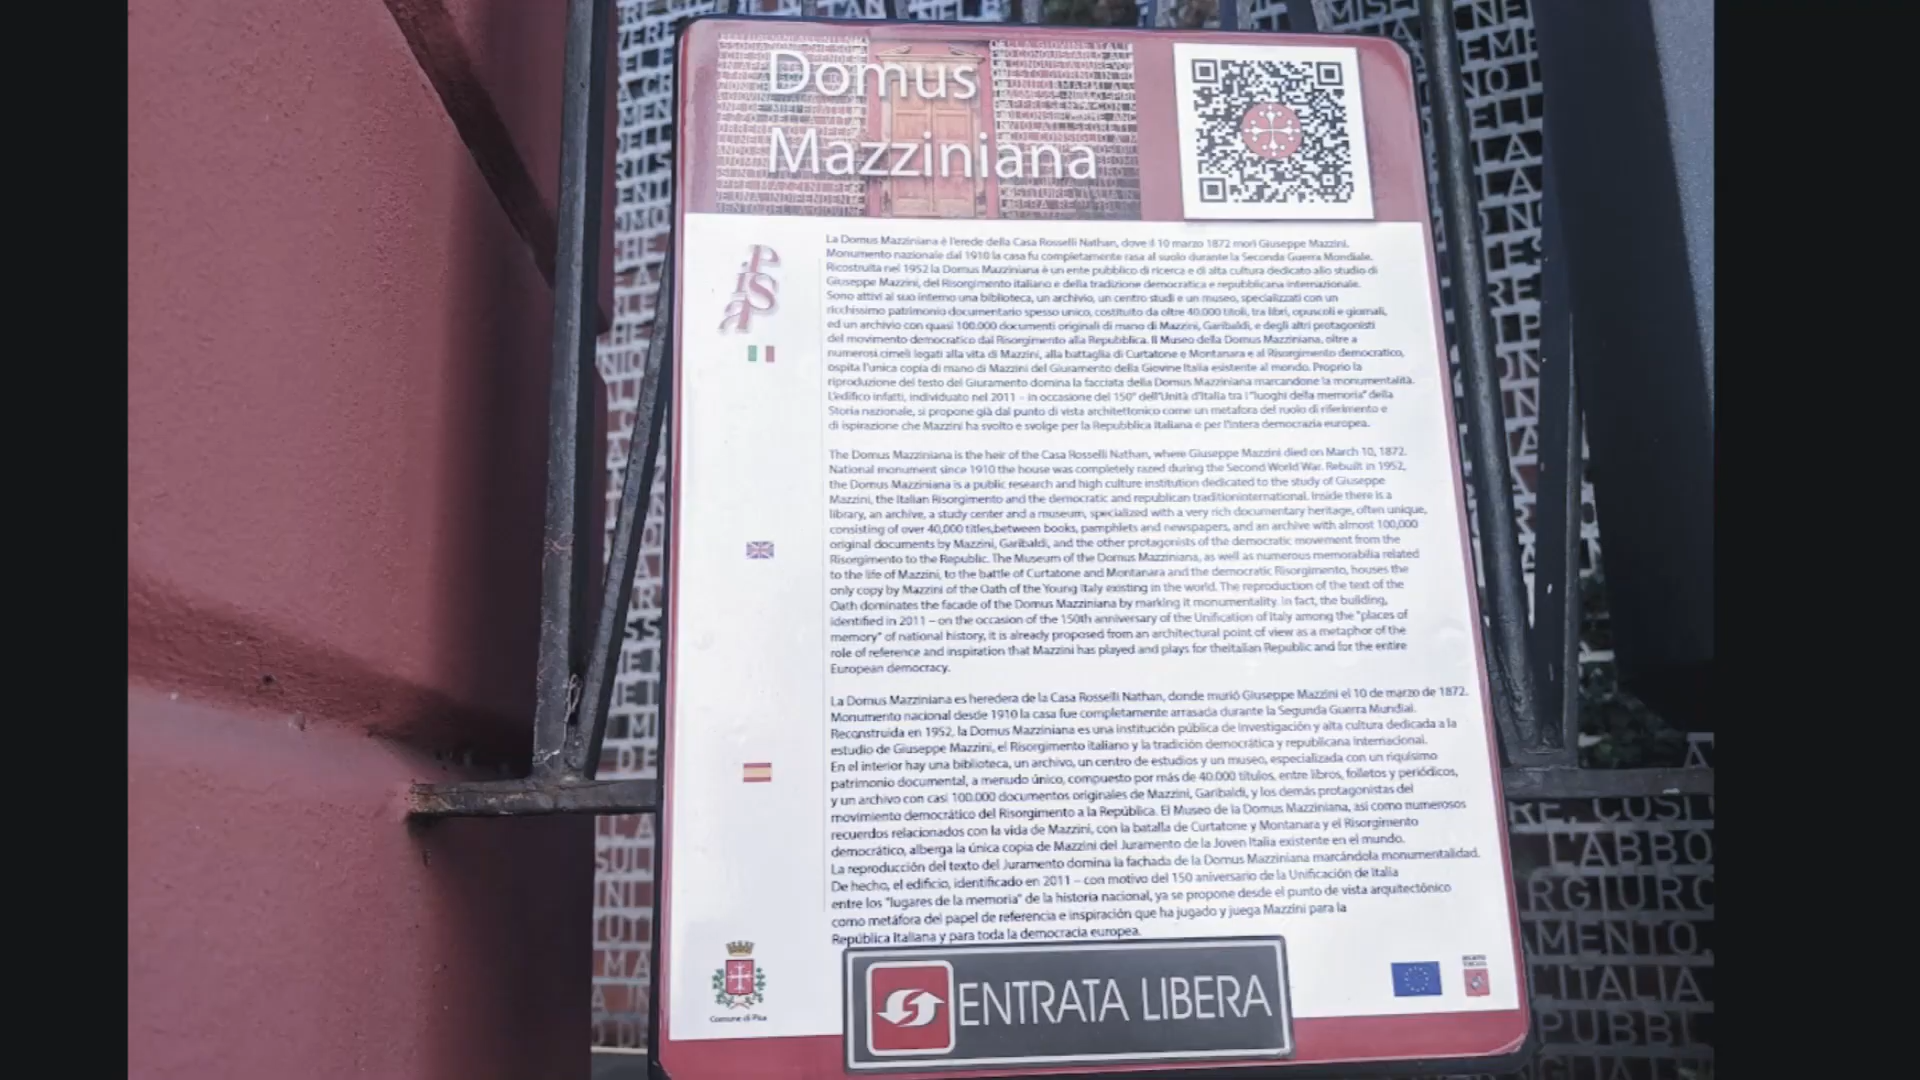 Domus
Mazziniana
PiSA
La Domus Mazziniana è l'erede della Casa Rosselli Nathan, dove il 10 marzo 1872 morì Giuseppe Mazzini.
Monumento nazionale dal 1910 la casa fu completamente rasa al suolo durante la Seconda Guerra Mondiale.
Ricostruita nel 1952 la Domus Mazziniana è un ente pubblico di ricerca e di alta cultura dedicato allo studio di
Giuseppe Mazzini, del Risorgimento italiano e della tradizione democratica e repubblicana internazionale.
Sono attivi al suo interno una biblioteca, un archivio, un centro studi e un museo, specializzati con un
ricchissimo patrimonio documentario spesso unico, costituito da oltre 40.000 titoli, tra libri, opuscoli e giornali,
ed un archivio con quasi 100.000 documenti originali di mano di Mazzini, Garibaldi, e degli altri protagonisti
del movimento democratico dal Risorgimento alla Repubblica. Il Museo della Domus Mazziniana, oltre a
numerosi cimeli legati alla vita di Mazzini, alla battaglia di Curtatone e Montanara e al Risorgimento democratico,
ospita l'unica copia di mano di Mazzini del Giuramento della Giovine Italia esistente al mondo. Proprio la
riproduzione del testo del Giuramento domina la facciata della Domus Mazziniana marcandone la monumentalità.
L'edifico infatti, individuato nel 2011 – in occasione del 150° dell'Unità d'Italia tra i "luoghi della memoria" della
Storia nazionale, si propone già dal punto di vista architettonico come un metafora del ruolo di riferimento e
di ispirazione che Mazzini ha svolto e svolge per la Repubblica Italiana e per l'intera democrazia europea.
The Domus Mazziniana is the heir of the Casa Rosselli Nathan, where Giuseppe Mazzini died on March 10, 1872.
National monument since 1910 the house was completely razed during the Second World War. Rebuilt in 1952,
the Domus Mazziniana is a public research and high culture institution dedicated to the study of Giuseppe
Mazzini, the Italian Risorgimento and the democratic and republican traditioninternational. Inside there is a
library, an archive, a study center and a museum, specialized with a very rich documentary heritage, often unique,
consisting of over 40,000 titles,between books, pamphlets and newspapers, and an archive with almost 100,000
original documents by Mazzini, Garibaldi, and the other protagonists of the democratic movement from the
Risorgimento to the Republic. The Museum of the Domus Mazziniana, as well as numerous memorabilia related
to the life of Mazzini, to the battle of Curtatone and Montanara and the democratic Risorgimento, houses the
only copy by Mazzini of the Oath of the Young Italy existing in the world. The reproduction of the text of the
Oath dominates the facade of the Domus Mazziniana by marking it monumentality. In fact, the building,
identified in 2011 – on the occasion of the 150th anniversary of the Unification of Italy among the "places of
memory" of national history, it is already proposed from an architectural point of view as a metaphor of the
role of reference and inspiration that Mazzini has played and plays for theItalian Republic and for the entire
European democracy.
La Domus Mazziniana es heredera de la Casa Rosselli Nathan, donde murió Giuseppe Mazzini el 10 de marzo de 1872.
Monumento nacional desde 1910 la casa fue completamente arrasada durante la Segunda Guerra Mundial.
Reconstruida en 1952, la Domus Mazziniana es una institución pública de investigación y alta cultura dedicada a la
estudio de Giuseppe Mazzini, el Risorgimento italiano y la tradición democrática y republicana internacional.
En el interior hay una biblioteca, un archivo, un centro de estudios y un museo, especializada con un riquísimo
patrimonio documental, a menudo único, compuesto por más de 40.000 títulos, entre libros, folletos y periódicos,
y un archivo con casi 100.000 documentos originales de Mazzini, Garibaldi, y los demás protagonistas del
movimiento democrático del Risorgimento a la República. El Museo de la Domus Mazziniana, así como numerosos
recuerdos relacionados con la vida de Mazzini, con la batalla de Curtatone y Montanara y el Risorgimento
democrático, alberga la única copia de Mazzini del Juramento de la Joven Italia existente en el mundo.
La reproducción del texto del Juramento domina la fachada de la Domus Mazziniana marcándola monumentalidad.
De hecho, el edificio, identificado en 2011 – con motivo del 150 aniversario de la Unificación de Italia
entre los "lugares de la memoria" de la historia nacional, ya se propone desde el punto de vista arquitectónico
como metáfora del papel de referencia e inspiración que ha jugado y juega Mazzini para la
República Italiana y para toda la democracia europea.
Comune di Pisa
ENTRATA LIBERA
RE, COSI
L'ABBO
RGIURO
AMENTO,
L'ITALIA
PUBBL